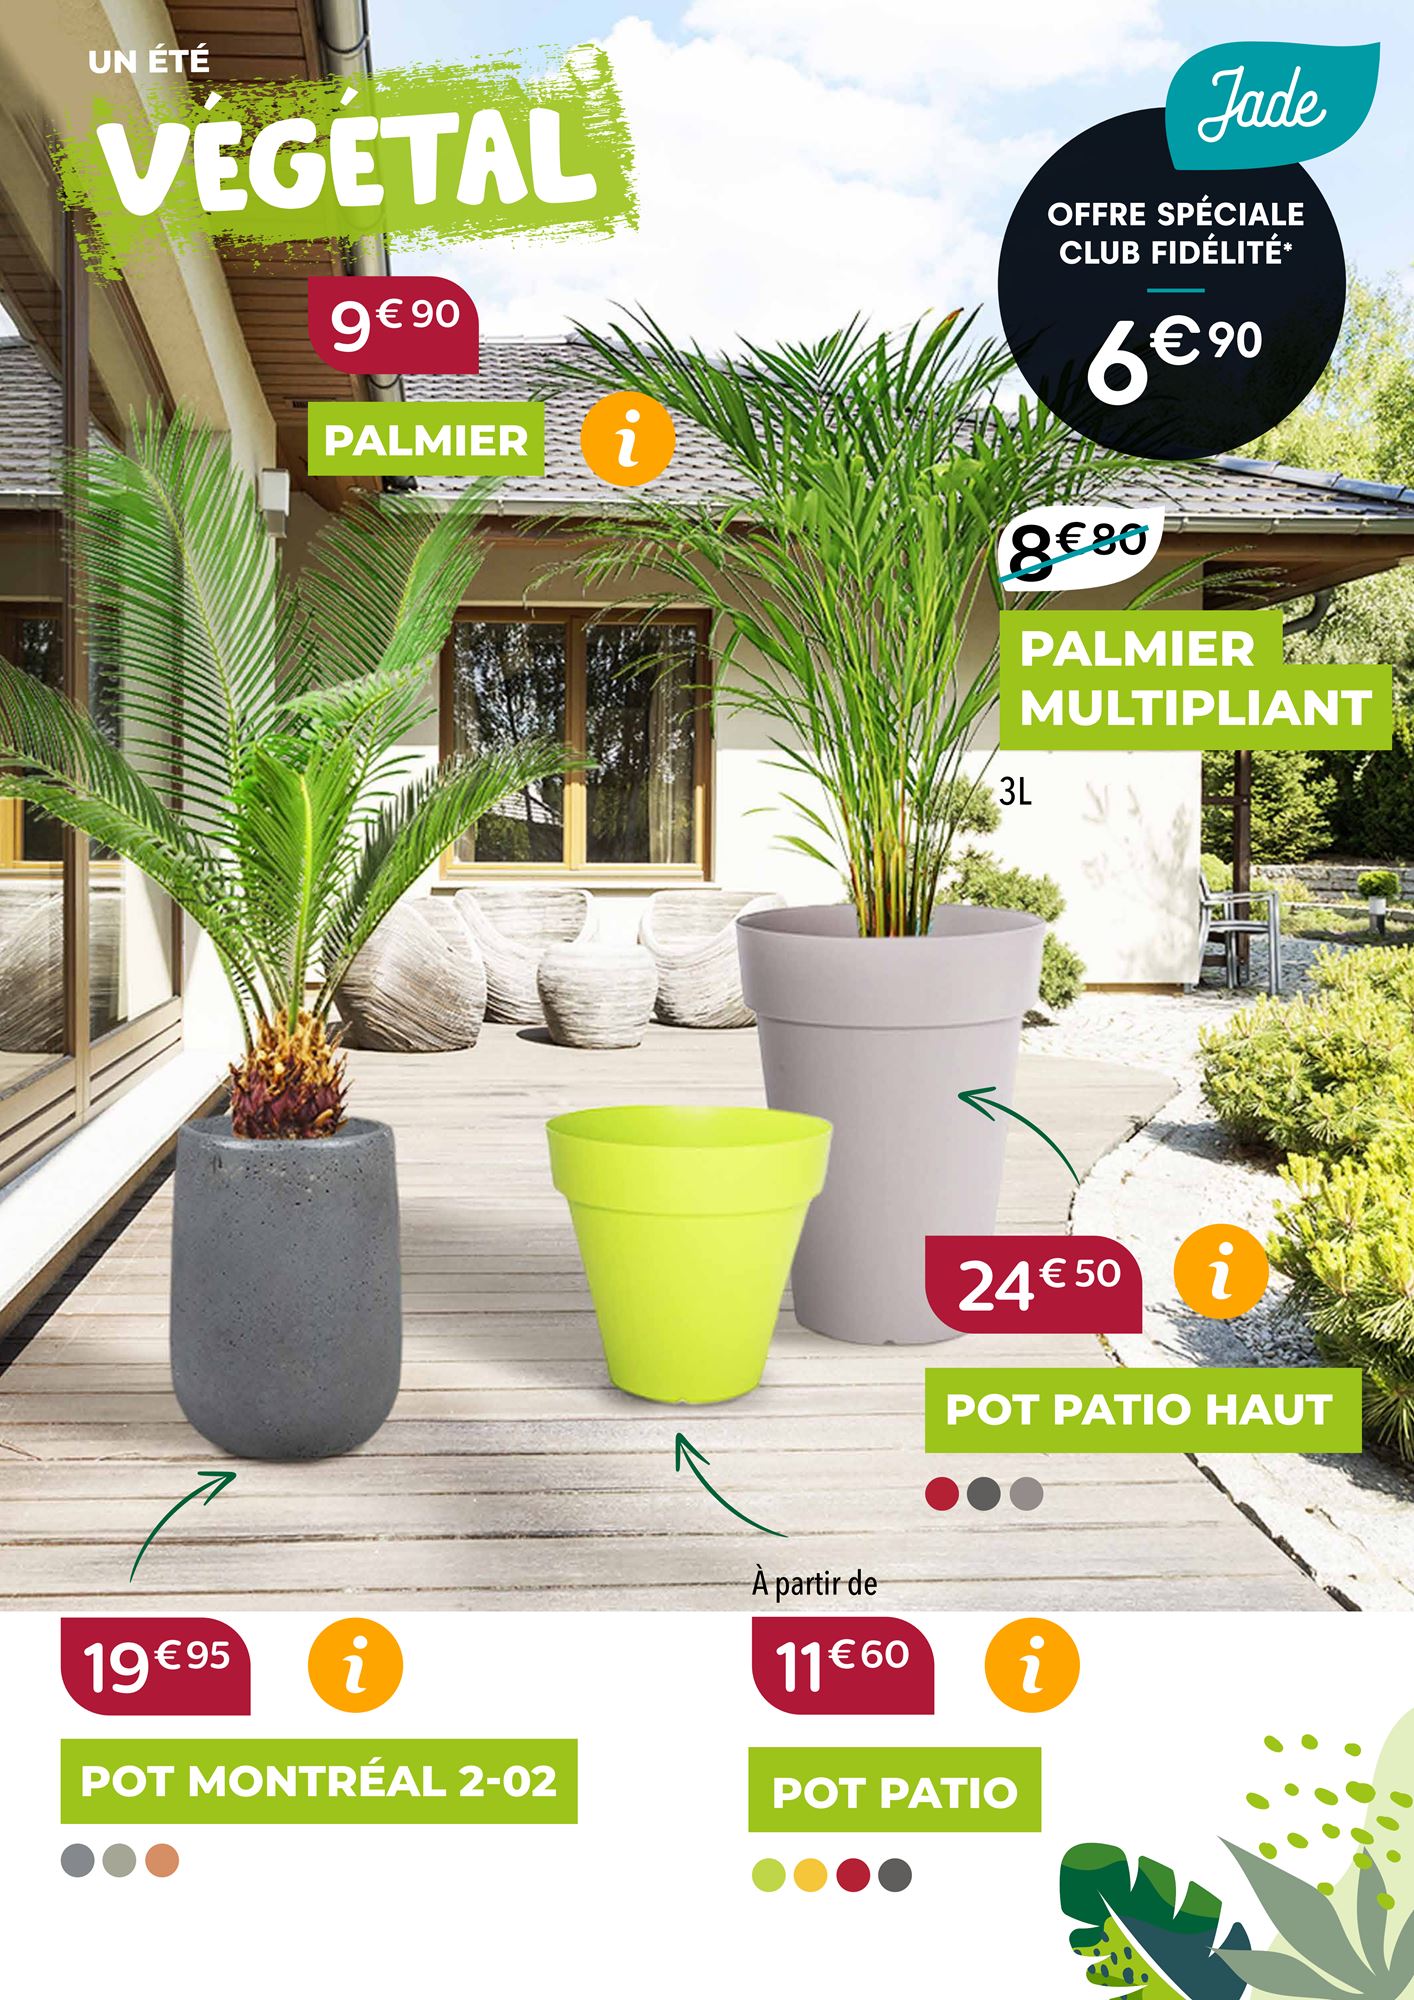 UN ÉTÉ
VÉGÉTAL
Jade
OFFRE SPÉCIALE
CLUB FIDÉLITÉ*
6€90
9€90
PALMIER
i
8€80
PALMIER
MULTIPLIANT
3L
24€50
i
POT PATIO HAUT
À partir de
19€95
i
POT MONTRÉAL 2-02
11€60
i
POT PATIO